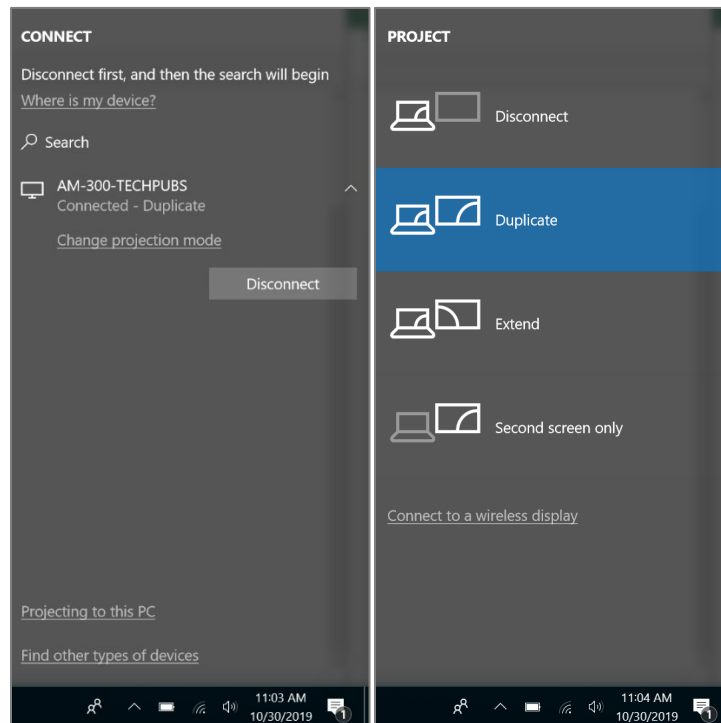 CONNECT
Disconnect first, and then the search will begin
Where is my device?
Search
AM-300-TECHPUBS
Connected - Duplicate
Change projection mode
Disconnect
Projecting to this PC
Find other types of devices
11:03 AM
10/30/2019
1
PROJECT
Disconnect
Duplicate
Extend
Second screen only
Connect to a wireless display
11:04 AM
10/30/2019
1